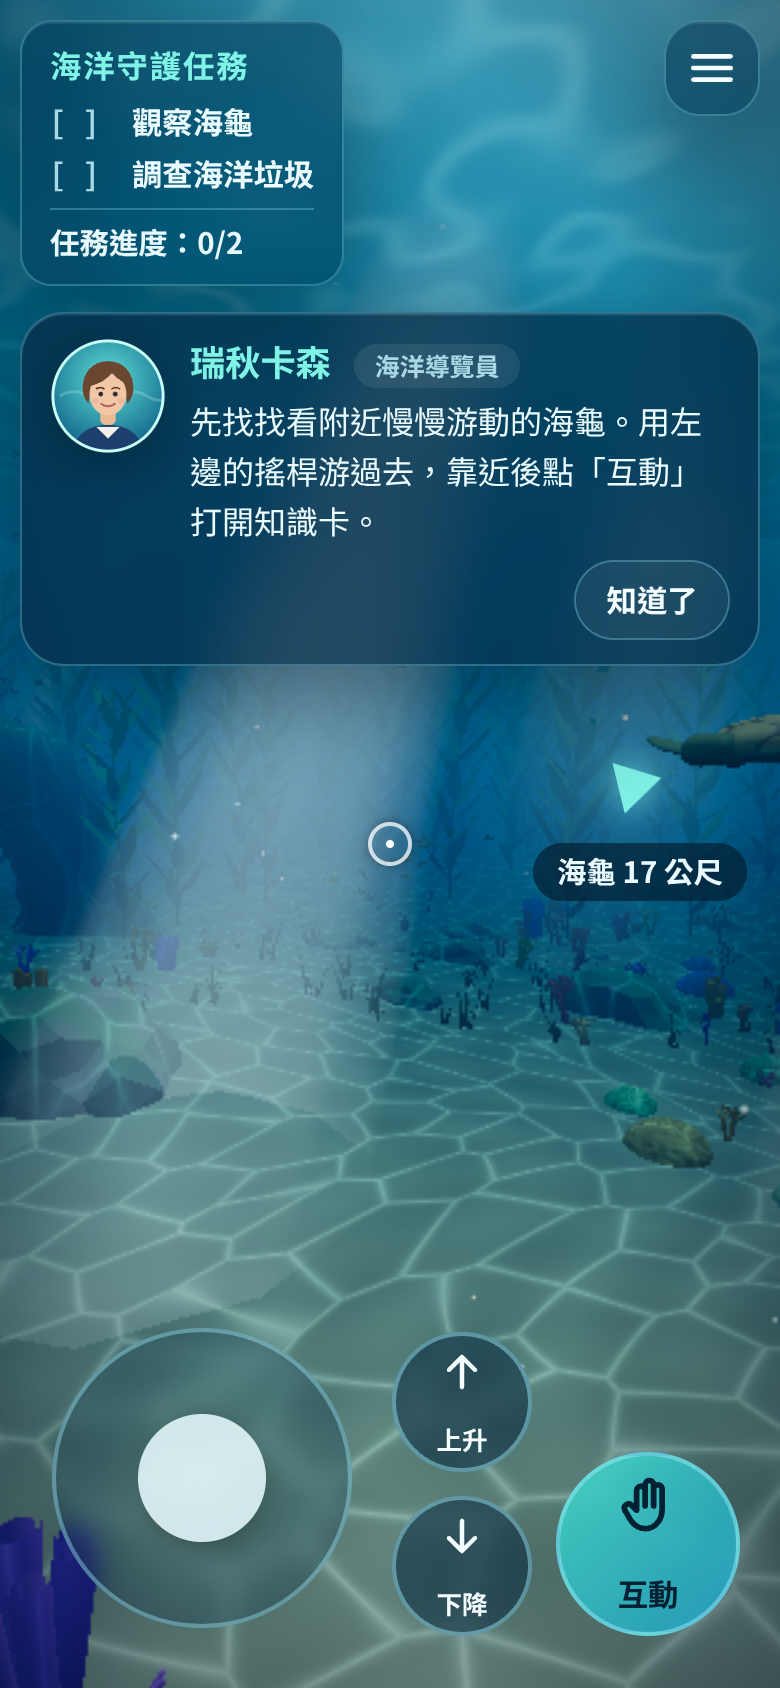 海洋守護任務
[ ] 觀察海龜
[ ] 調查海洋垃圾
任務進度：0/2
瑞秋卡森 海洋導覽員
先找找看附近慢慢游動的海龜。用左
邊的搖桿游過去，靠近後點「互動」
打開知識卡。
知道了
海龜 17 公尺
上升
下降
互動